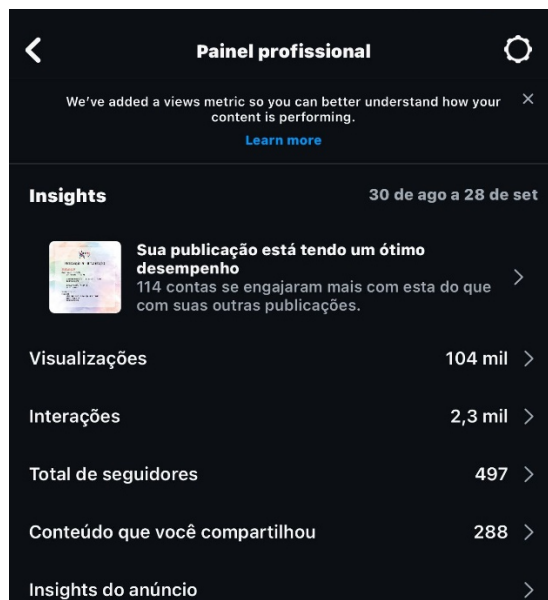 Painel profissional
We've added a views metric so you can better understand how your
content is performing.
Learn more
Insights
30 de ago a 28 de set
Sua publicação está tendo um ótimo
desempenho
114 contas se engajaram mais com esta do que
com suas outras publicações.
Visualizações
104 mil
Interações
2,3 mil
Total de seguidores
497
Conteúdo que você compartilhou
288
Insights do anúncio